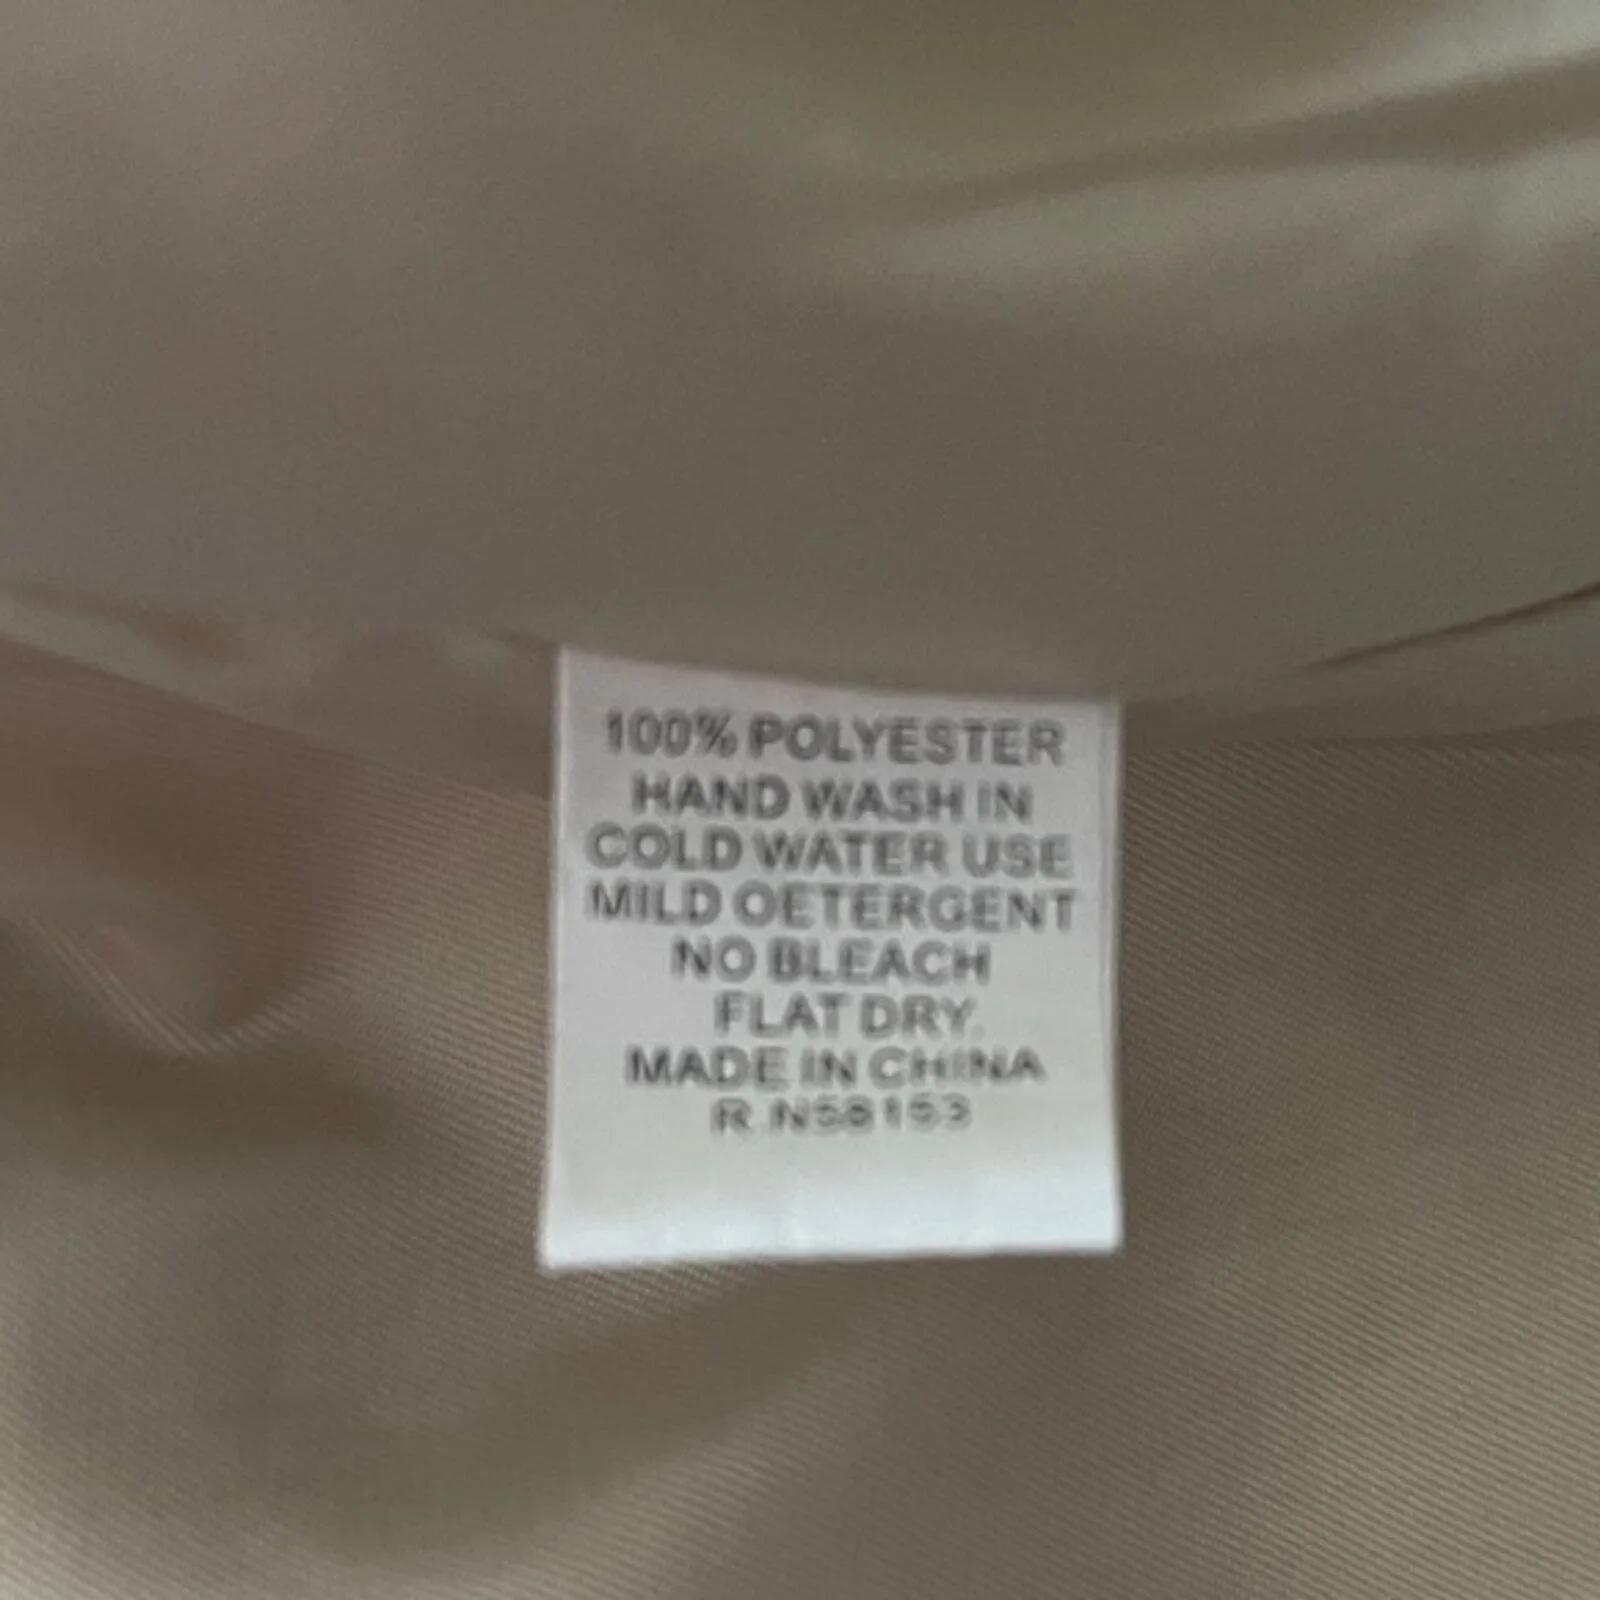 100% POLYESTER
HAND WASH IN
COLD WATER USE
MILD OETERGENT
NO BLEACH
FLAT DRY.
MADE IN CHINA
R.N58153